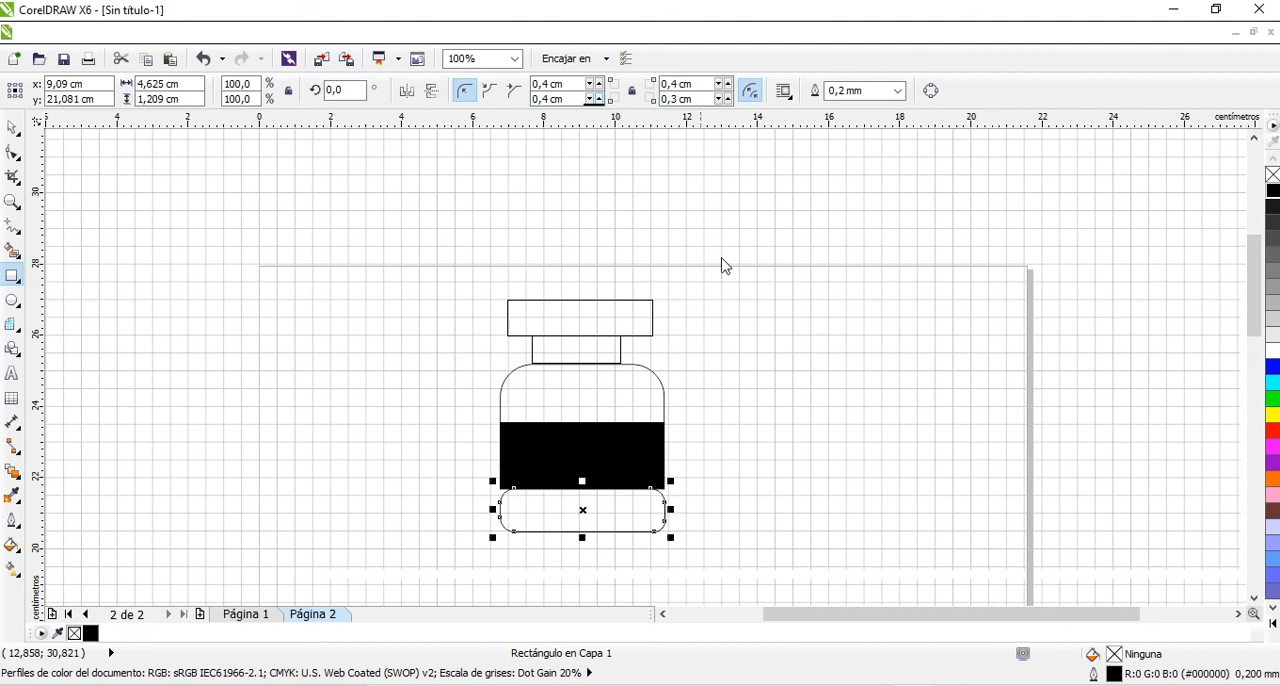 CorelDRAW X6 - [Sin título-1]
100%
Encajar en
x: 9,09 cm
y: 21,081 cm
4,625 cm
1,209 cm
100,0 %
100,0 %
0,0 °
0,4 cm
0,4 cm
0,4 cm
0,3 cm
0,2 mm
4 2 0 2 4 6 8 10 12 14 16 18 20 22 24 26 centímetros
30
28
26
24
22
20
centímetros
2 de 2
Página 1
Página 2
( 12,858; 30,821 )
Rectángulo en Capa 1
Ninguna
Perfiles de color del documento: RGB: sRGB IEC61966-2.1; CMYK: U.S. Web Coated (SWOP) v2; Escala de grises: Dot Gain 20%
R:0 G:0 B:0 (#000000) 0,200 mm